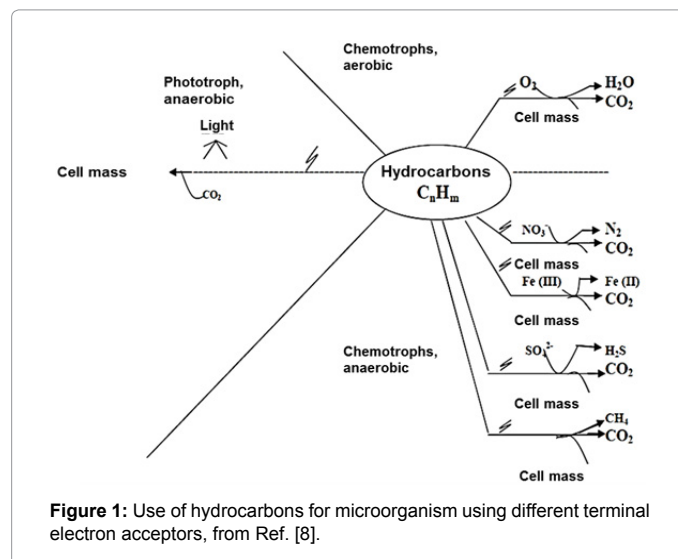 Chemotrophs,
aerobic
Phototroph,
anaerobic
Light
Cell mass
CO₂
Hydrocarbons
CₙHₘ
O₂
H₂O
CO₂
Cell mass
NO₃⁻
N₂
CO₂
Cell mass
Fe (III)
Fe (II)
CO₂
Cell mass
Chemotrophs,
anaerobic
SO₄²⁻
H₂S
CO₂
Cell mass
CH₄
CO₂
Cell mass
Figure 1: Use of hydrocarbons for microorganism using different terminal
electron acceptors, from Ref. [8].